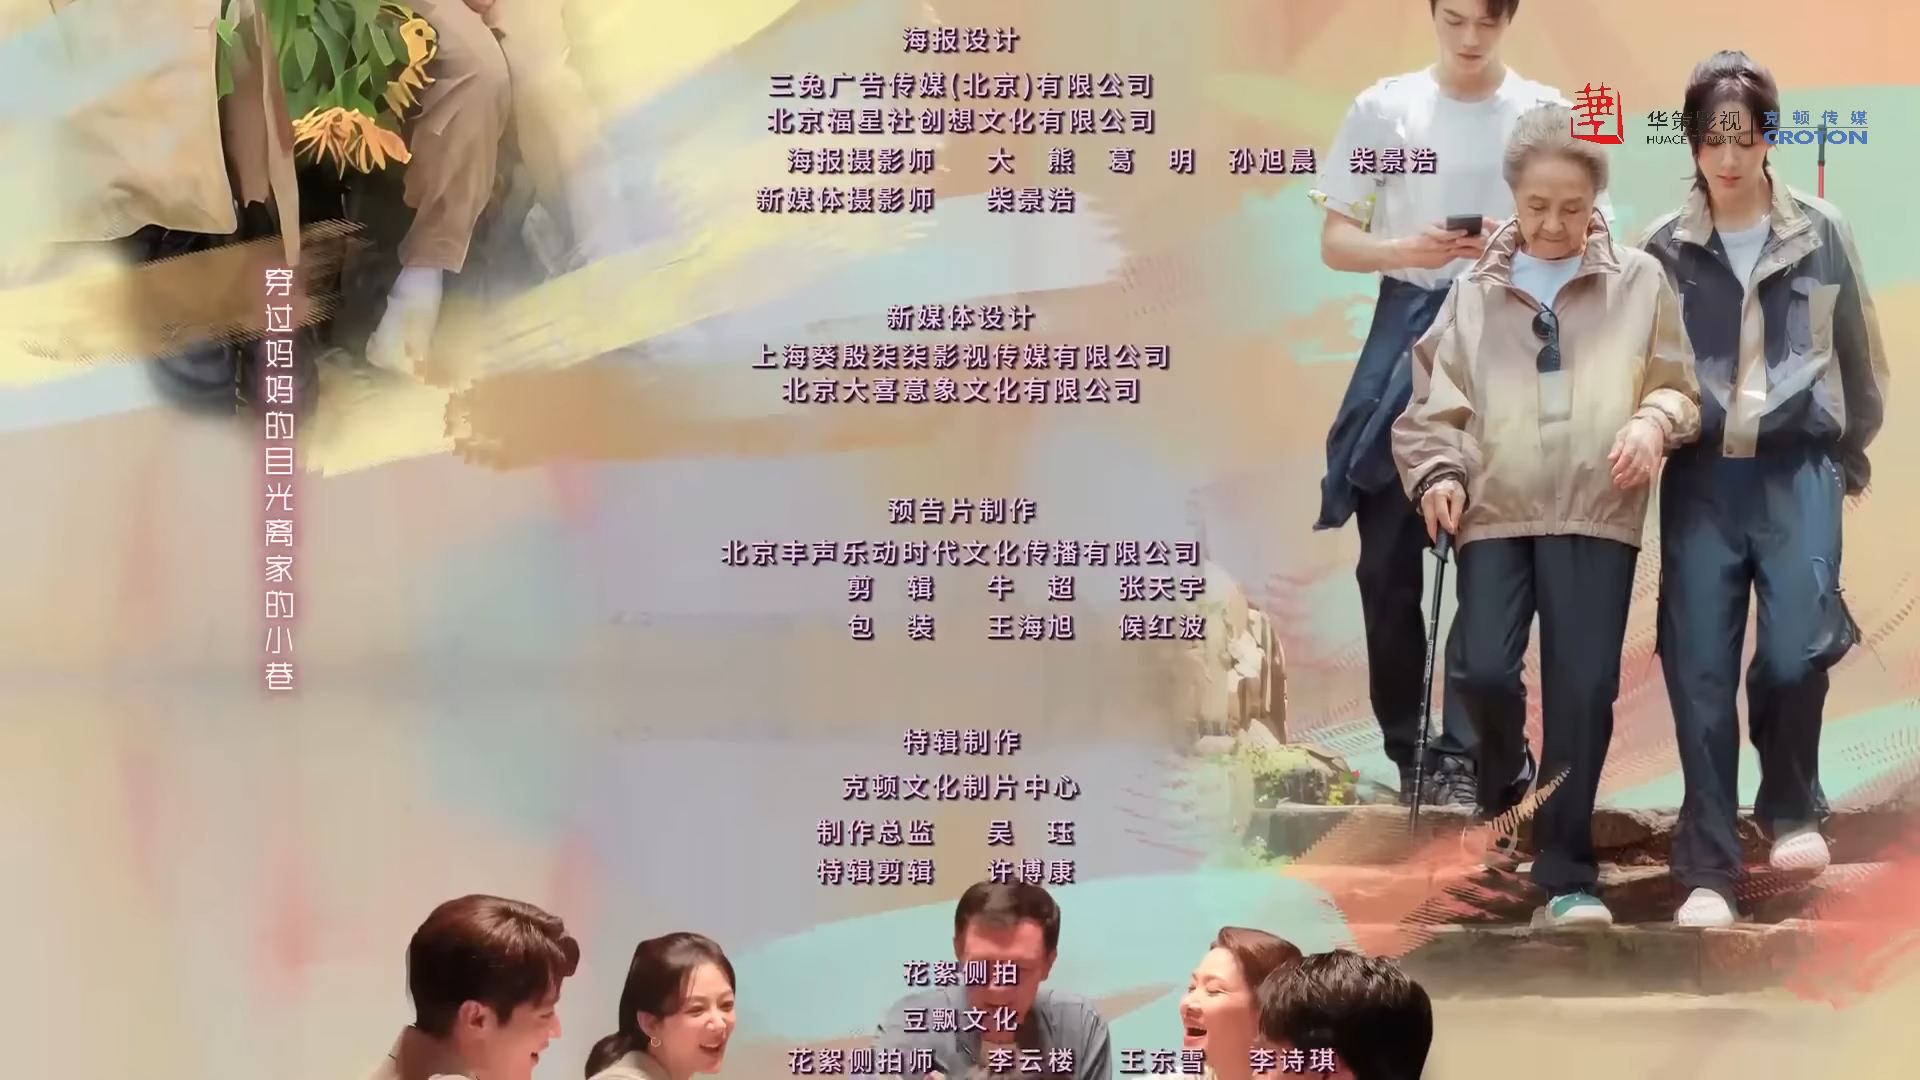 海报设计
三兔广告传媒(北京)有限公司
北京福星社创想文化有限公司
海报摄影师 大 熊 葛 明 孙旭晨 柴景浩
新媒体摄影师 柴景浩
华策影视
HUACE FILM&TV
克顿传媒
CROTON
穿过妈妈的目光离家的小巷
新媒体设计
上海葵殷柒柒影视传媒有限公司
北京大喜意象文化有限公司
预告片制作
北京丰声乐动时代文化传播有限公司
剪 辑 牛 超 张天宇
包 装 王海旭 候红波
特辑制作
克顿文化制片中心
制作总监 吴 珏
特辑剪辑 许博康
花絮侧拍
豆飘文化
花絮侧拍师 李云楼 王东雪 李诗琪